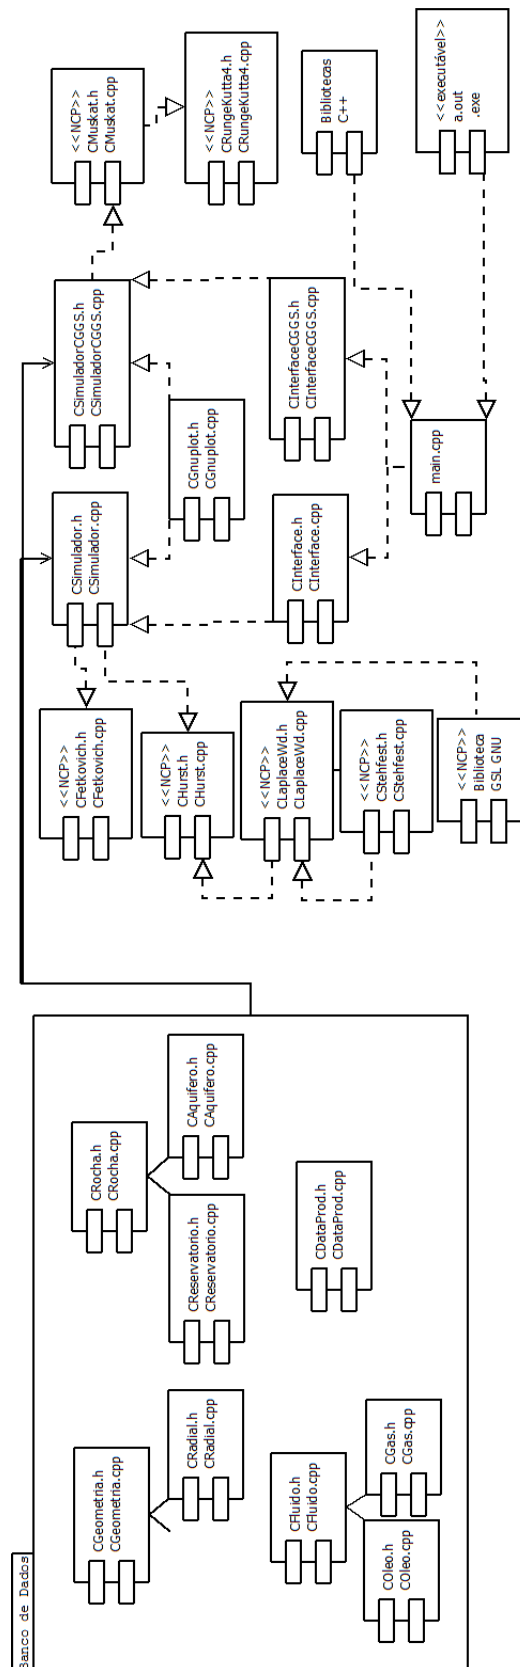 Banco de Dados
CGeometria.h
CGeometria.cpp
CRadial.h
CRadial.cpp
CFluido.h
CFluido.cpp
COleo.h
COleo.cpp
CGas.h
CGas.cpp
CRocha.h
CRocha.cpp
CReservatorio.h
CReservatorio.cpp
CAquifero.h
CAquifero.cpp
CDataProd.h
CDataProd.cpp
<<NCP>>
CFetkovich.h
CFetkovich.cpp
<<NCP>>
CHurst.h
CHurst.cpp
<<NCP>>
CLaplaceWd.h
CLaplaceWd.cpp
<<NCP>>
CStehfest.h
CStehfest.cpp
<<NCP>>
Biblioteca
GSL GNU
CSimulador.h
CSimulador.cpp
CSimuladorCGGS.h
CSimuladorCGGS.cpp
CGnuplot.h
CGnuplot.cpp
CInterface.h
CInterface.cpp
CInterfaceCGGS.h
CInterfaceCGGS.cpp
main.cpp
<<NCP>>
CMuskat.h
CMuskat.cpp
<<NCP>>
CRungeKutta4.h
CRungeKutta4.cpp
Bibliotecas
C++
<<executável>>
a.out
.exe